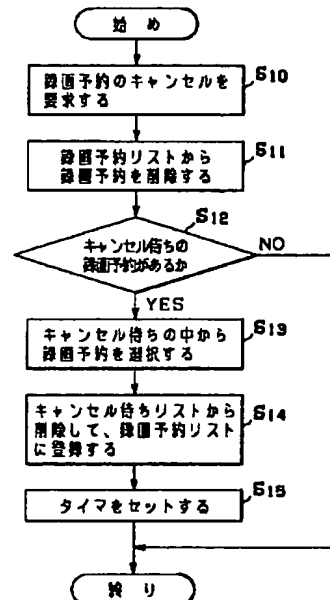 始め
録画予約のキャンセルを
要求する
S10
録画予約リストから
録画予約を削除する
S11
S12
キャンセル待ちの
録画予約があるか
NO
YES
キャンセル待ちの中から
録画予約を選択する
S13
キャンセル待ちリストから
削除して、録画予約リスト
に登録する
S14
タイマをセットする
S15
終り